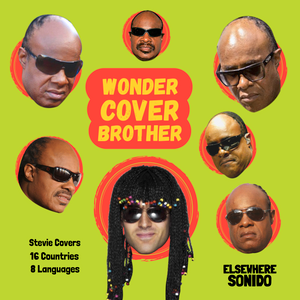 WONDER
COVER
BROTHER
Stevie Covers
16 Countries
8 Languages
ELSEWHERE
SONIDO